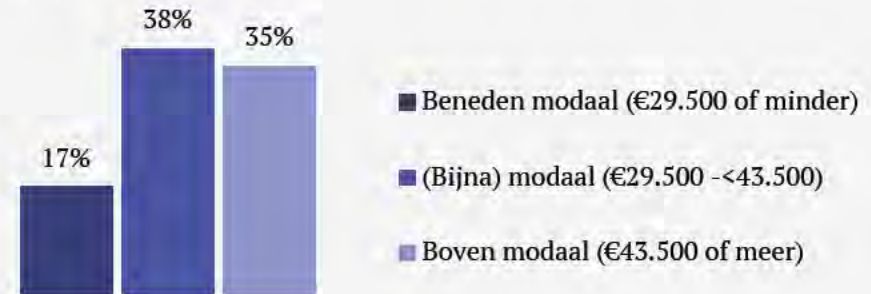 38%
35%
17%
Beneden modaal (€29.500 of minder)
(Bijna) modaal (€29.500 -<43.500)
Boven modaal (€43.500 of meer)